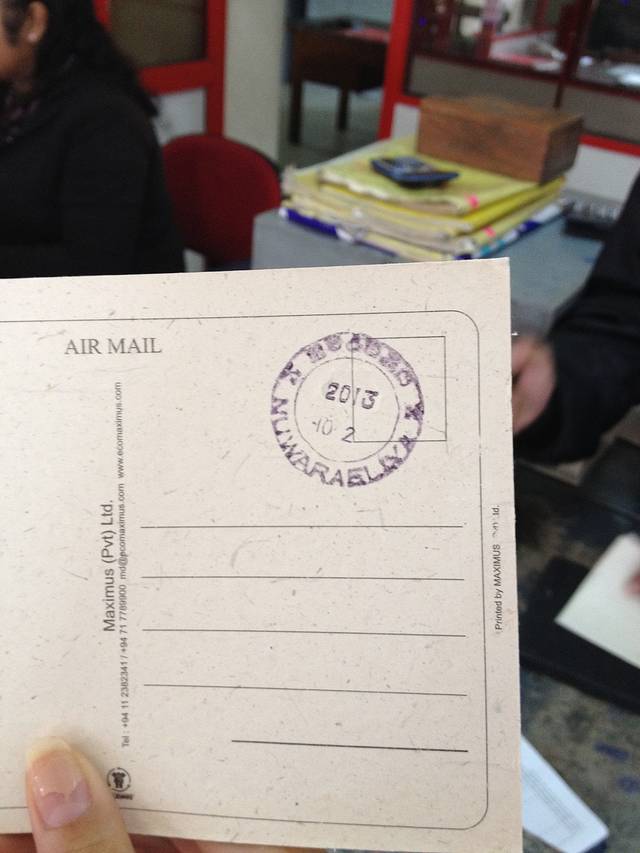 AIR MAIL
2013
10 2
NUWARAELIYA
Maximus (Pvt) Ltd.
Tel : +94 11 2382341 / +94 71 7789900 md@ecomaximus.com www.ecomaximus.com
Printed by MAXIMUS